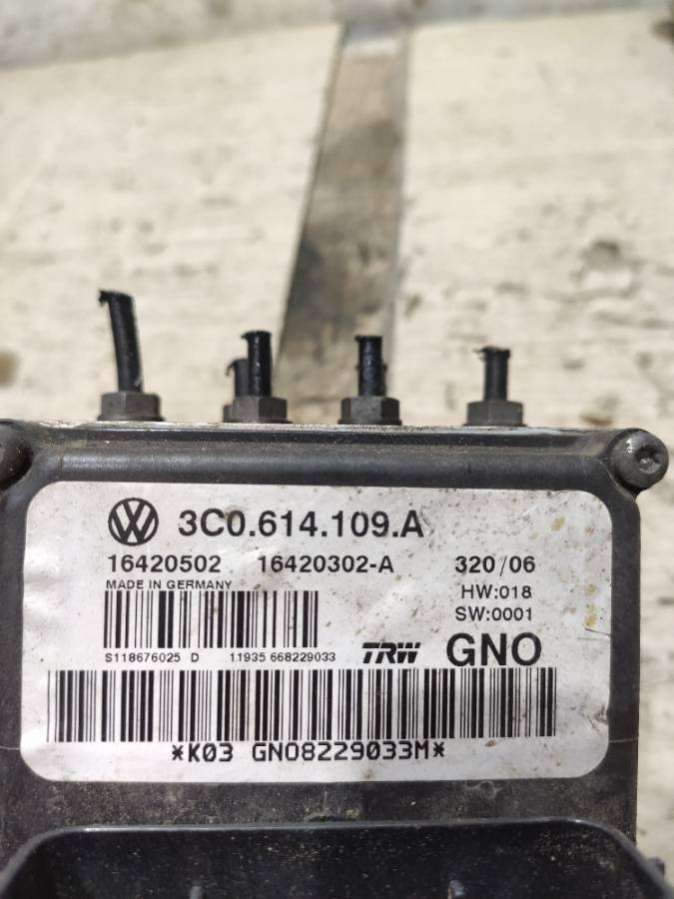 3C0.614.109.A
16420502 16420302-A 320/06
MADE IN GERMANY HW:018
SW:0001
S118676025 D 11935 668229033 TRW GNO
*K03 GNO8229033M*